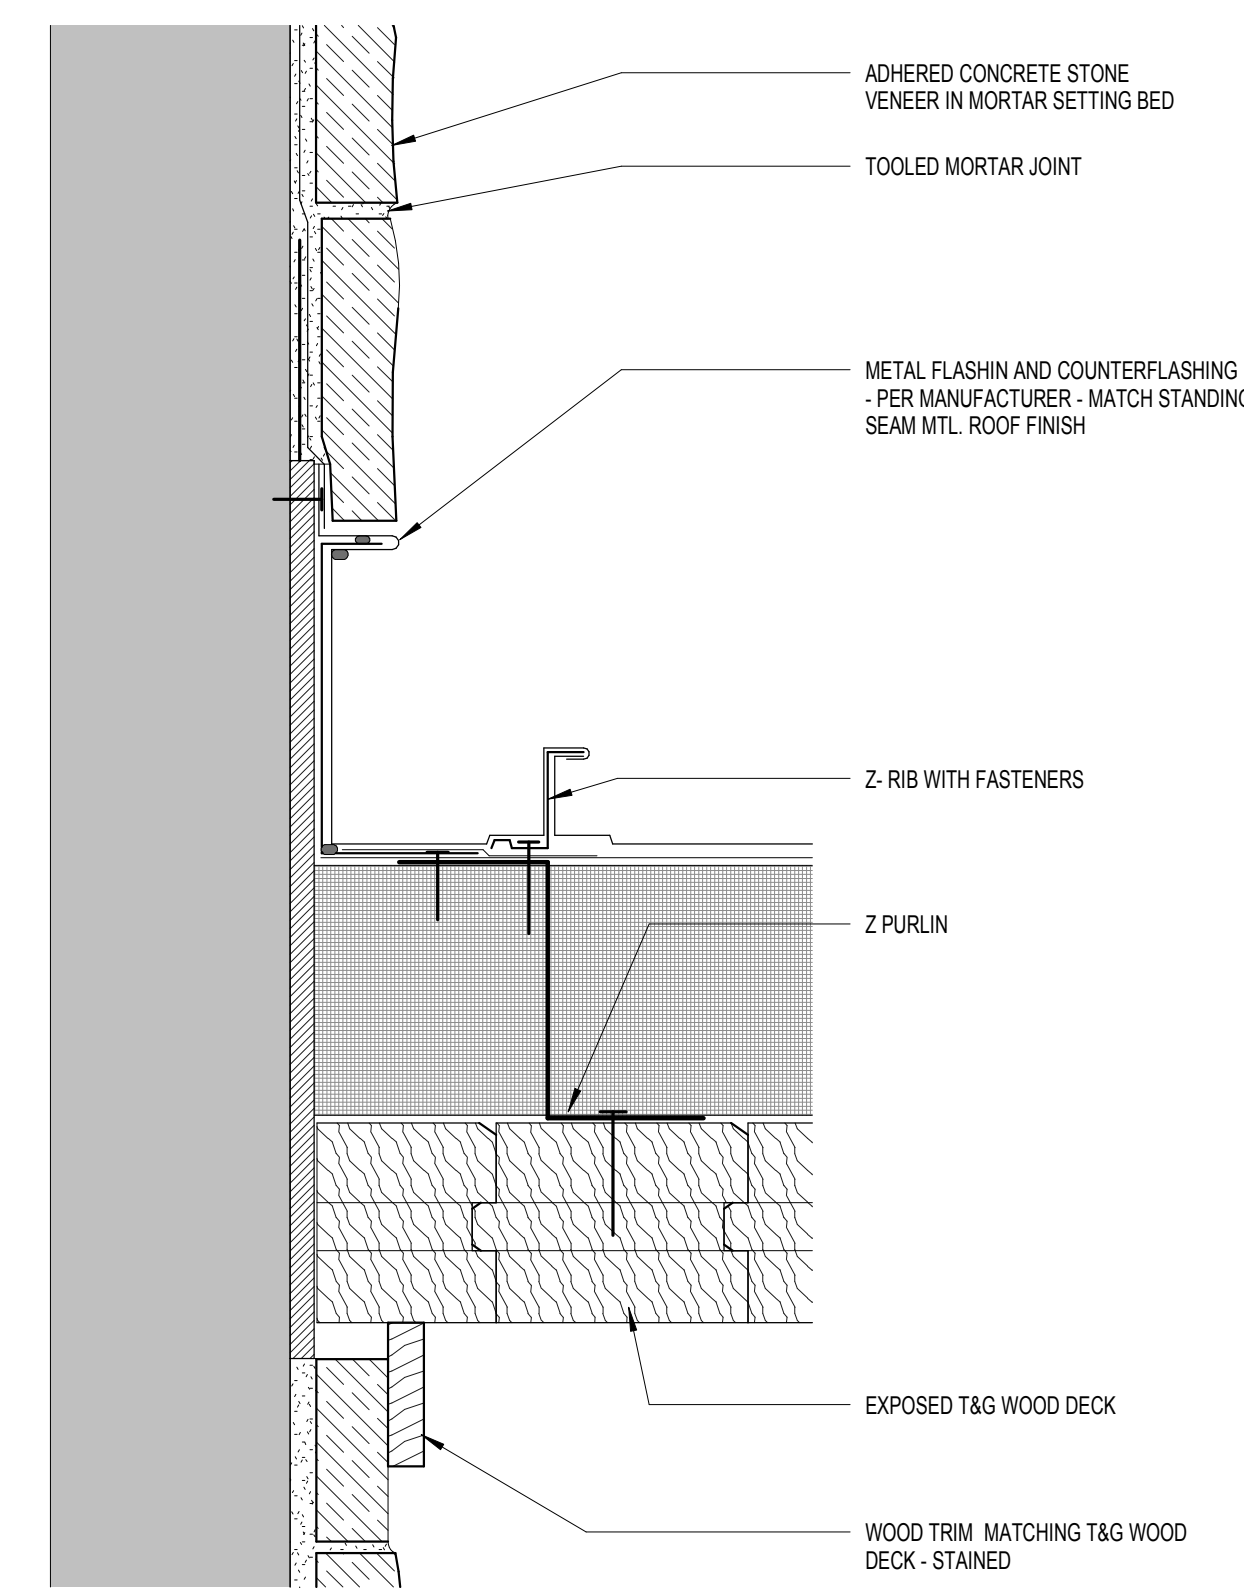 ADHERED CONCRETE STONE
VENEER IN MORTAR SETTING BED
TOOLED MORTAR JOINT
METAL FLASHIN AND COUNTERFLASHING
- PER MANUFACTURER - MATCH STANDING
SEAM MTL. ROOF FINISH
Z- RIB WITH FASTENERS
Z PURLIN
EXPOSED T&G WOOD DECK
WOOD TRIM MATCHING T&G WOOD
DECK - STAINED